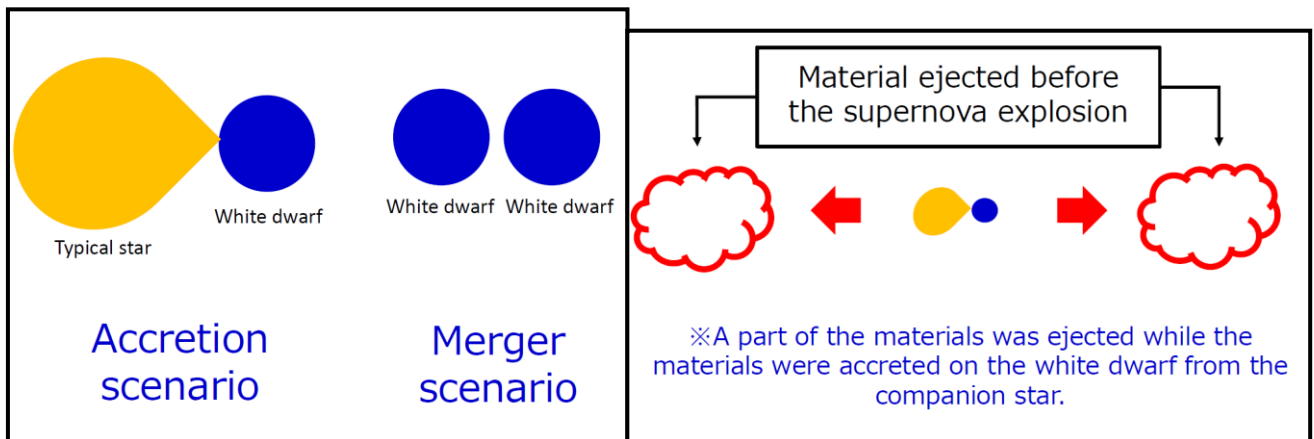 Typical star
White dwarf
White dwarf
White dwarf
Accretion
scenario
Merger
scenario
Material ejected before
the supernova explosion
※A part of the materials was ejected while the
materials were accreted on the white dwarf from the
companion star.